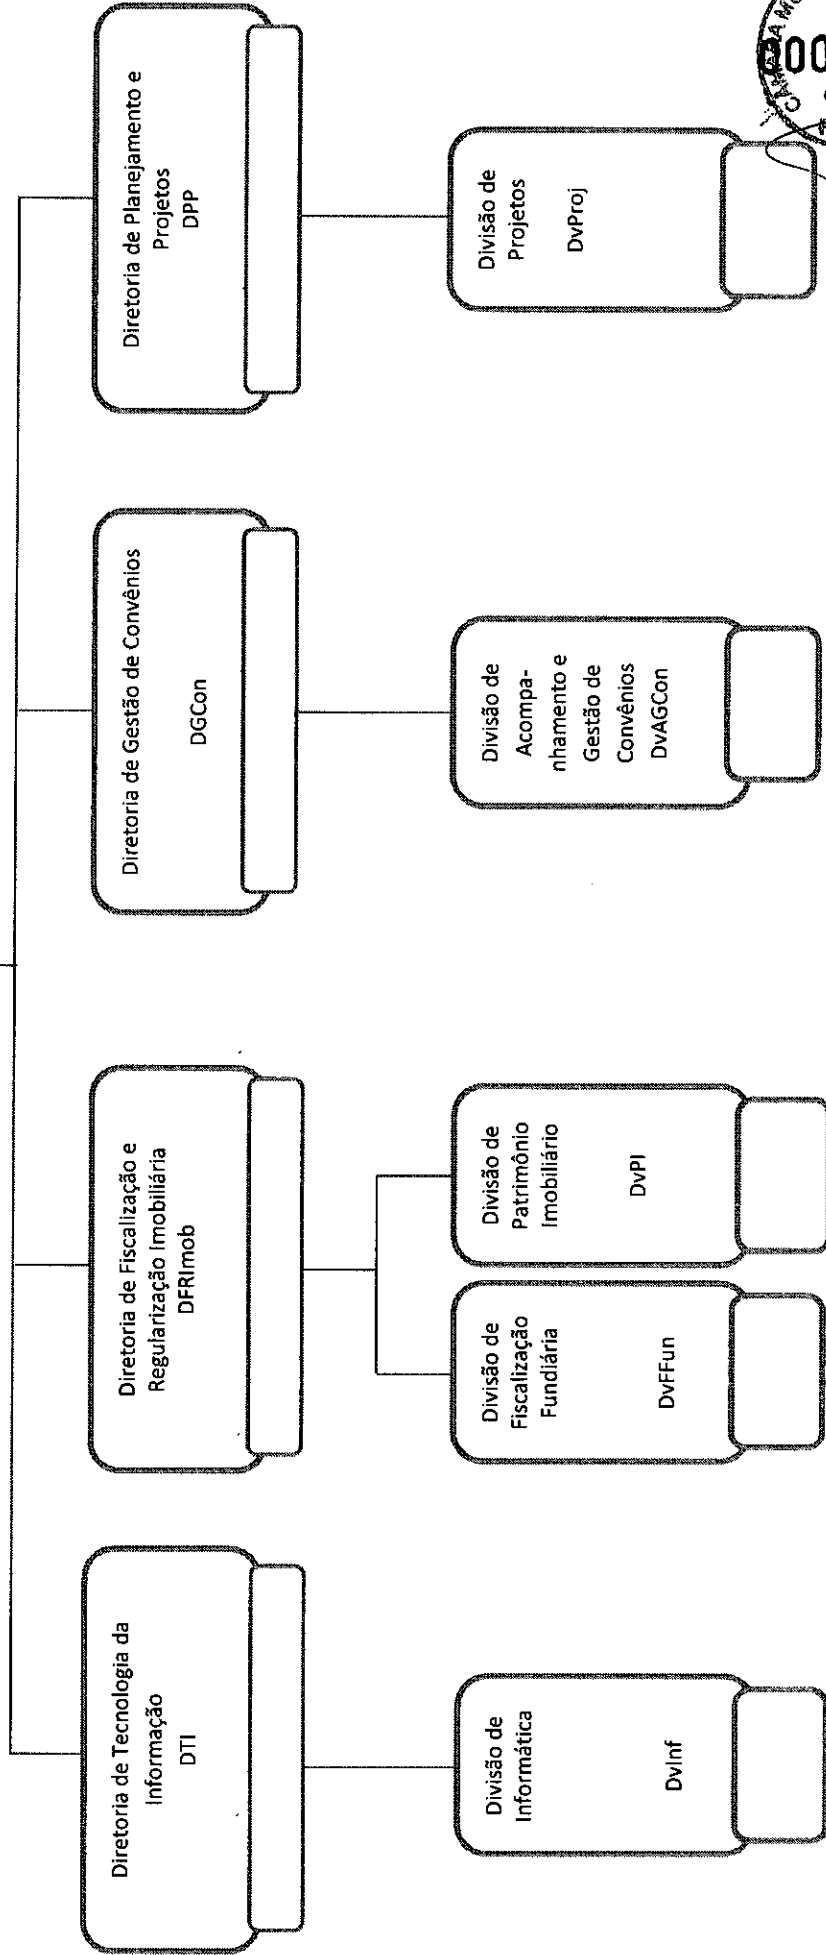 Diretoria de Tecnologia da
Informação
DTI
Diretoria de Fiscalização e
Regularização Imobiliária
DFRImob
Diretoria de Gestão de Convênios
DGCon
Diretoria de Planejamento e
Projetos
DPP
Divisão de
Informática
DvInf
Divisão de
Fiscalização
Fundiária
DvFFun
Divisão de
Patrimônio
Imobiliário
DvPI
Divisão de
Acompa-
nhamento e
Gestão de
Convênios
DvAGCon
Divisão de
Projetos
DvProj